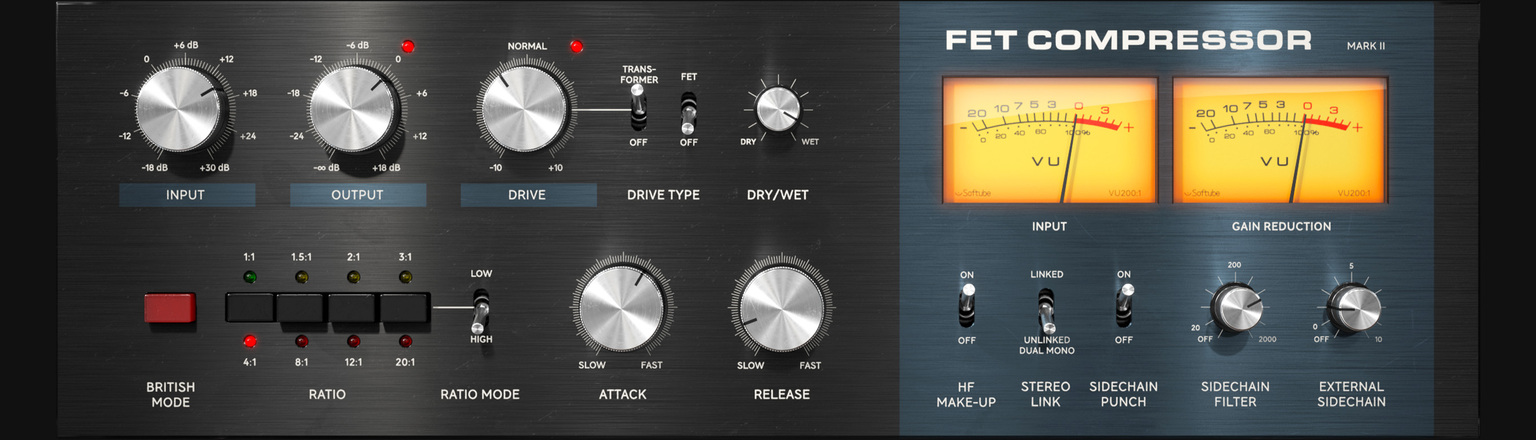 FET COMPRESSOR
MARK II
+6 dB
0
+12
-6
+18
-12
+24
-18 dB
+30 dB
INPUT
-6 dB
-12
0
-18
+6
-24
+12
-∞ dB
+18 dB
OUTPUT
NORMAL
-10
+10
DRIVE
TRANS-
FORMER
OFF
FET
OFF
DRIVE TYPE
DRY
WET
DRY/WET
20 10 7 5 3 0 3
- +
0 20 40 60 100%
VU
Softube
VU200:1
INPUT
20 10 7 5 3 0 3
- +
0 20 40 60 100%
VU
Softube
VU200:1
GAIN REDUCTION
BRITISH
MODE
1:1
1.5:1
2:1
3:1
4:1
8:1
12:1
20:1
RATIO
LOW
HIGH
RATIO MODE
SLOW
FAST
ATTACK
SLOW
FAST
RELEASE
ON
OFF
HF
MAKE-UP
LINKED
UNLINKED
DUAL MONO
STEREO
LINK
ON
OFF
SIDECHAIN
PUNCH
200
20
OFF
2000
SIDECHAIN
FILTER
5
0
OFF
10
EXTERNAL
SIDECHAIN